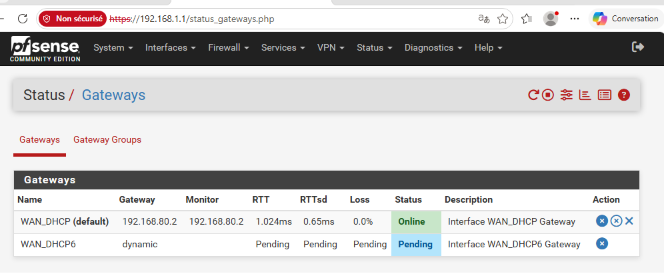 Non sécurisé https://192.168.1.1/status_gateways.php Conversation
pfsense COMMUNITY EDITION System Interfaces Firewall Services VPN Status Diagnostics Help
Status / Gateways
Gateways Gateway Groups
Gateways
Name Gateway Monitor RTT RTTsd Loss Status Description Action
WAN_DHCP (default) 192.168.80.2 192.168.80.2 1.024ms 0.65ms 0.0% Online Interface WAN_DHCP Gateway
WAN_DHCP6 dynamic Pending Pending Pending Pending Interface WAN_DHCP6 Gateway